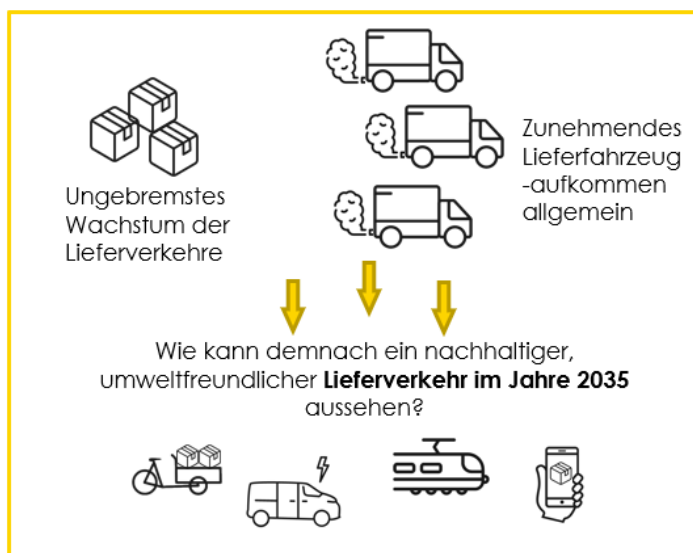 Ungebremstes
Wachstum der
Lieferverkehre
Zunehmendes
Lieferfahrzeug
-aufkommen
allgemein
Wie kann demnach ein nachhaltiger,
umweltfreundlicher Lieferverkehr im Jahre 2035
aussehen?